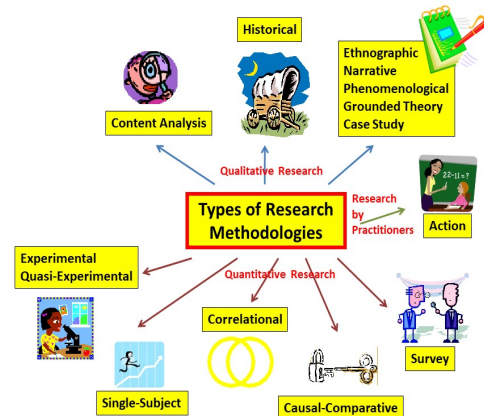 Historical
Ethnographic
Narrative
Phenomenological
Grounded Theory
Case Study
Content Analysis
Qualitative Research
Types of Research
Methodologies
Research
by
Practitioners
22-11=?
Action
Experimental
Quasi-Experimental
Quantitative Research
Correlational
Survey
Single-Subject
Causal-Comparative